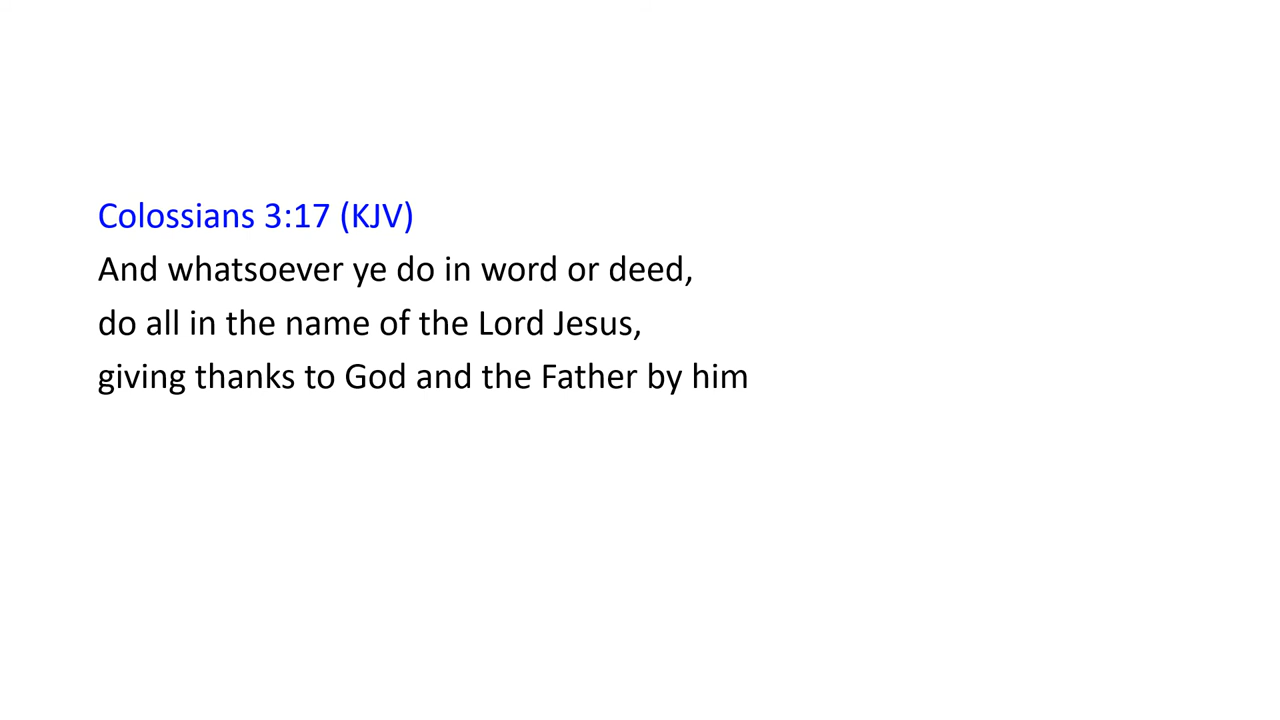 Colossians 3:17 (KJV)
And whatsoever ye do in word or deed,
do all in the name of the Lord Jesus,
giving thanks to God and the Father by him